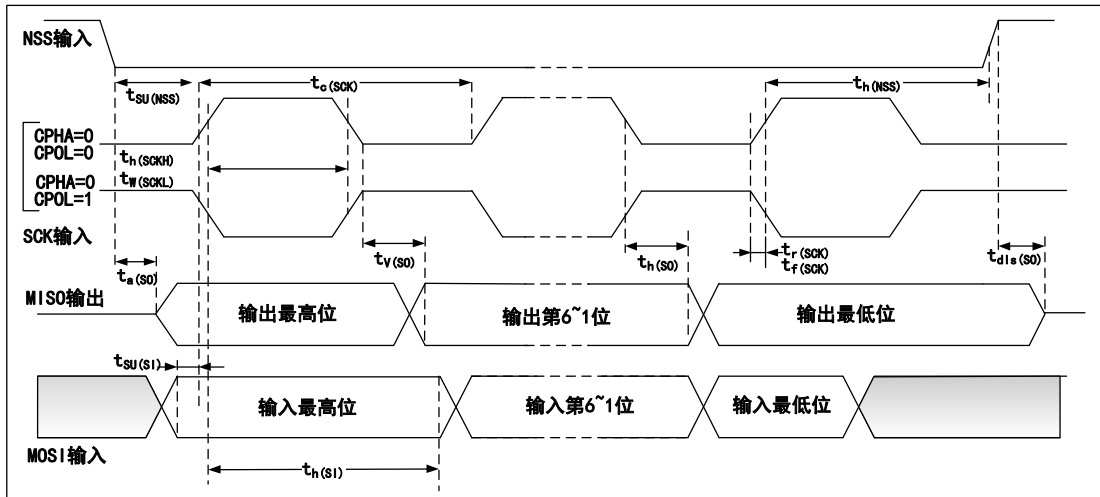 NSS输入
tSU(NSS)
tc(SCK)
th(NSS)
CPHA=0
CPOL=0
th(SCKH)
CPHA=0
CPOL=1
tW(SCKL)
SCK输入
ta(SO)
tV(SO)
th(SO)
tr(SCK)
tf(SCK)
tdis(SO)
MISO输出
输出最高位
输出第6~1位
输出最低位
tSU(SI)
输入最高位
输入第6~1位
输入最低位
MOSI输入
th(SI)